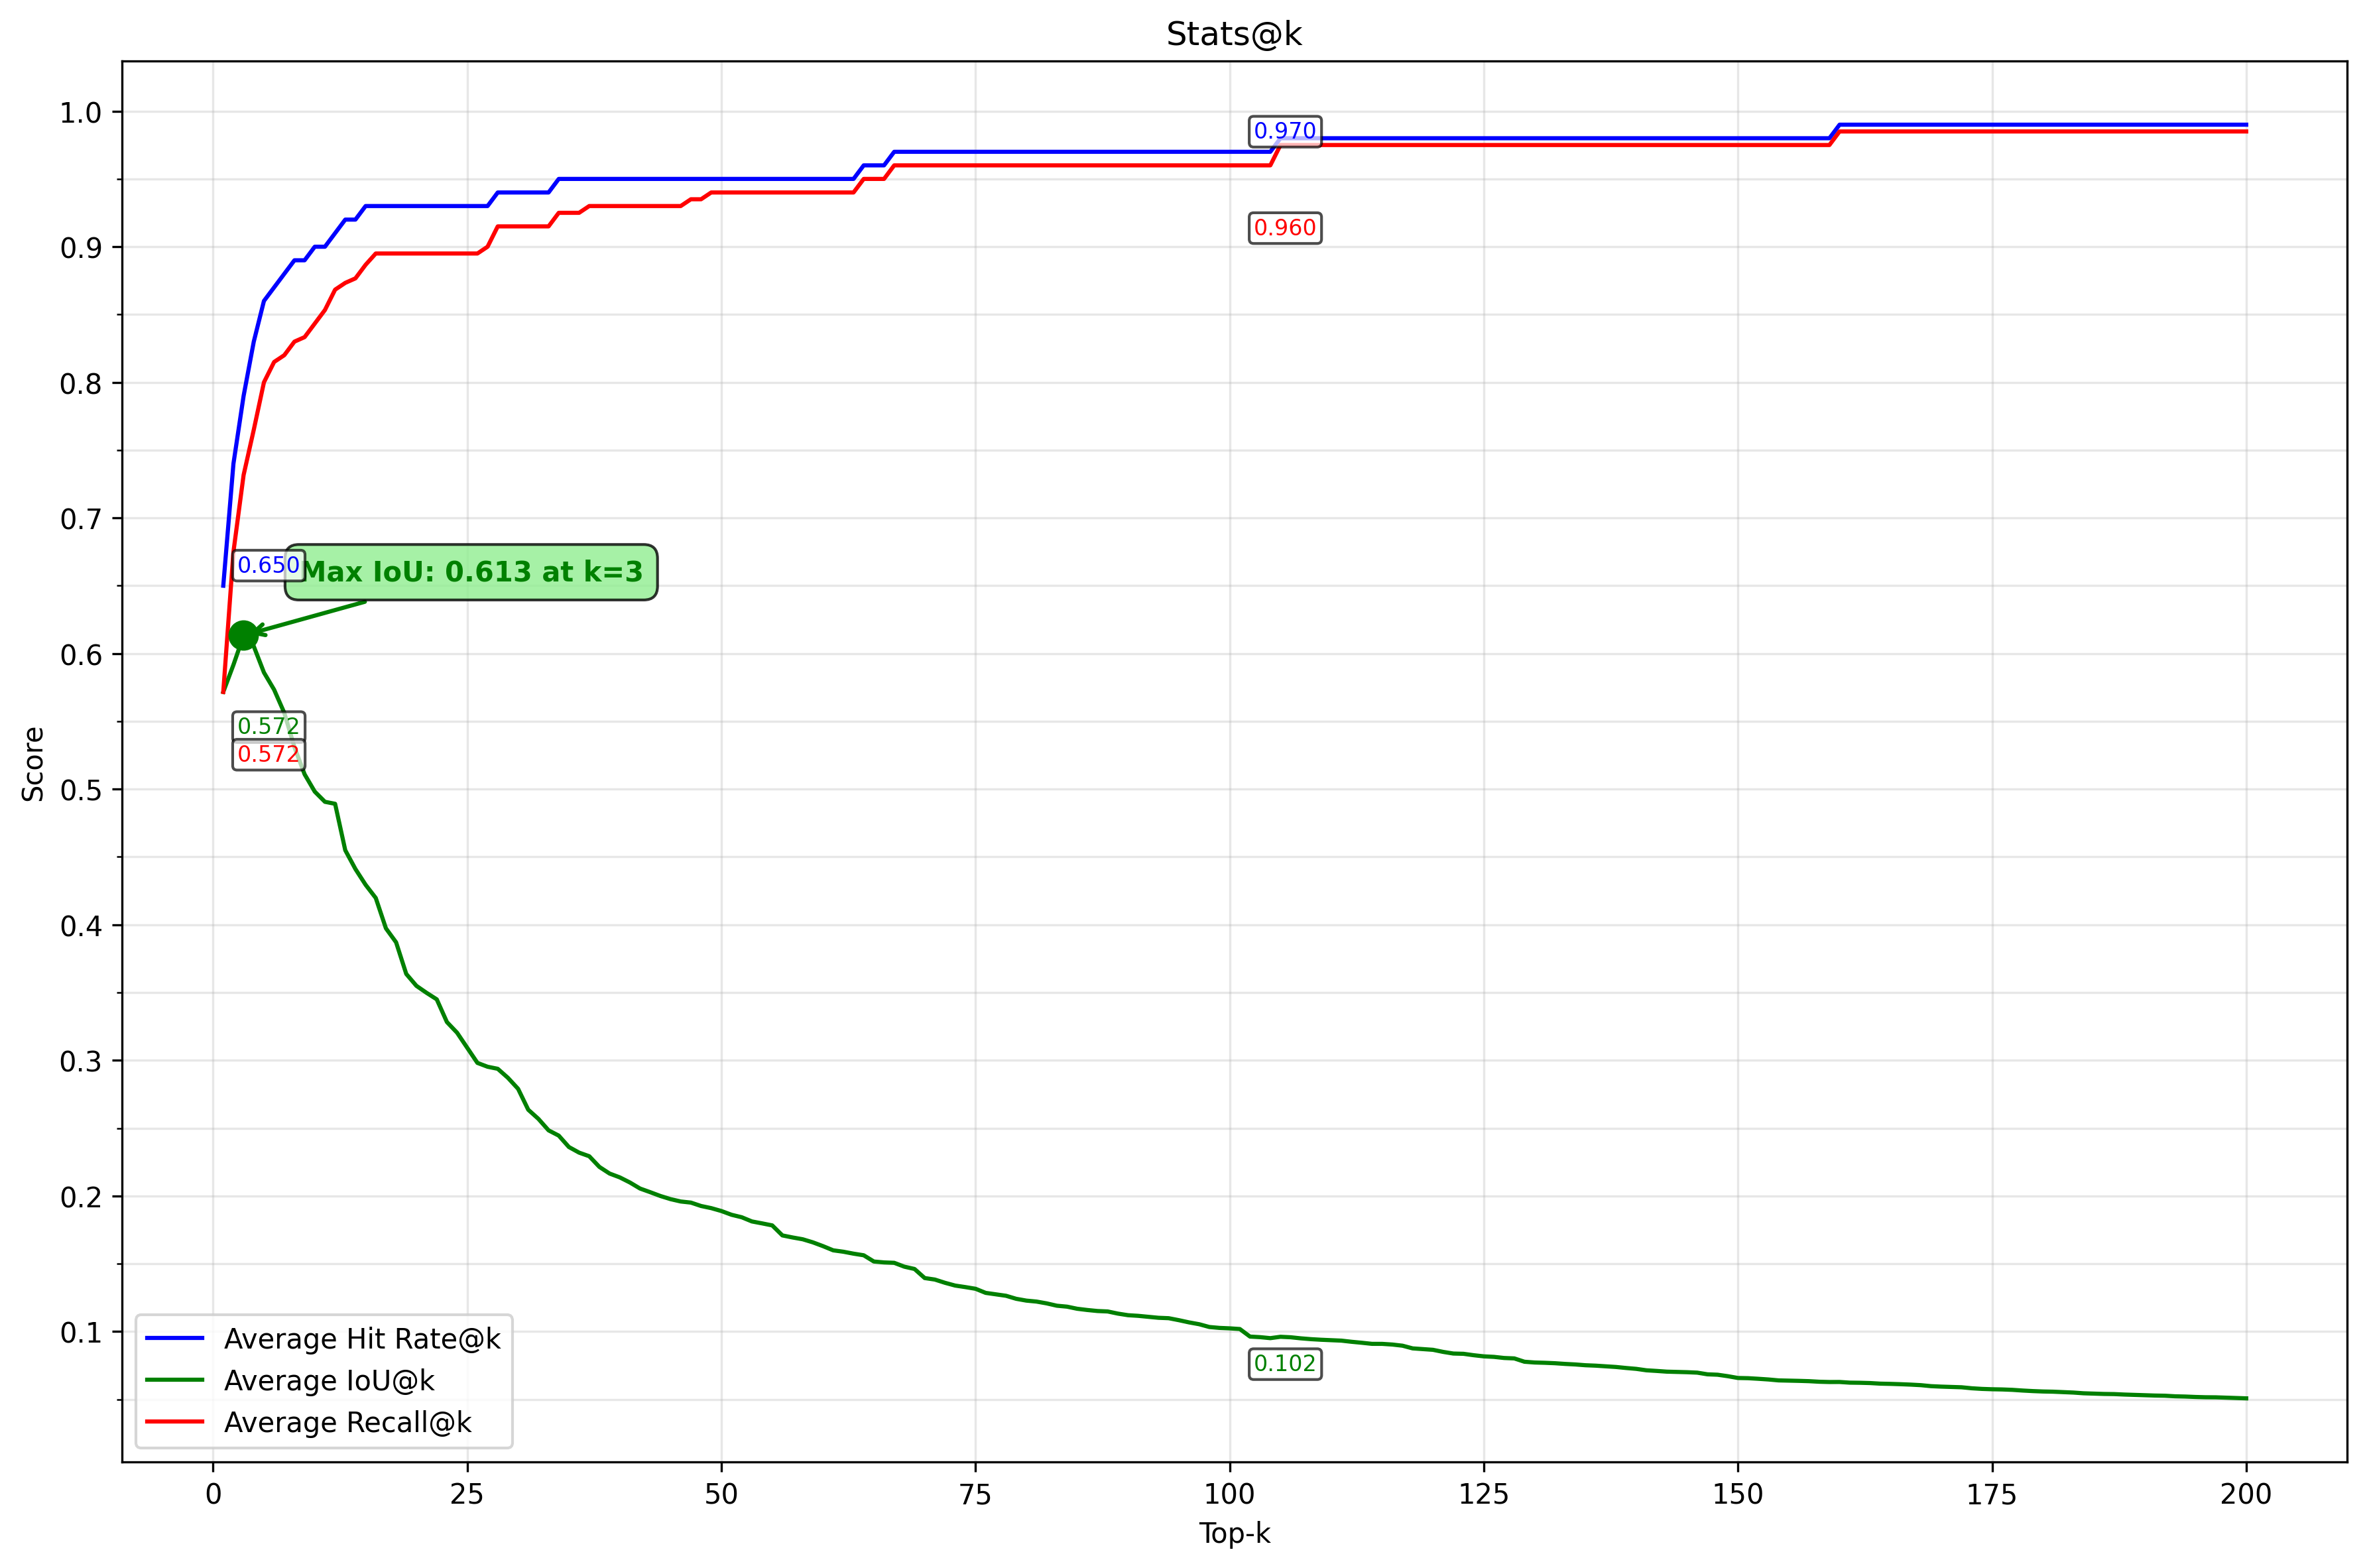 Stats@k
Score
1.0
0.9
0.8
0.7
0.6
0.5
0.4
0.3
0.2
0.1
0.970
0.960
0.650
Max IoU: 0.613 at k=3
0.572
0.572
0.102
Average Hit Rate@k
Average IoU@k
Average Recall@k
0 25 50 75 100 125 150 175 200
Top-k